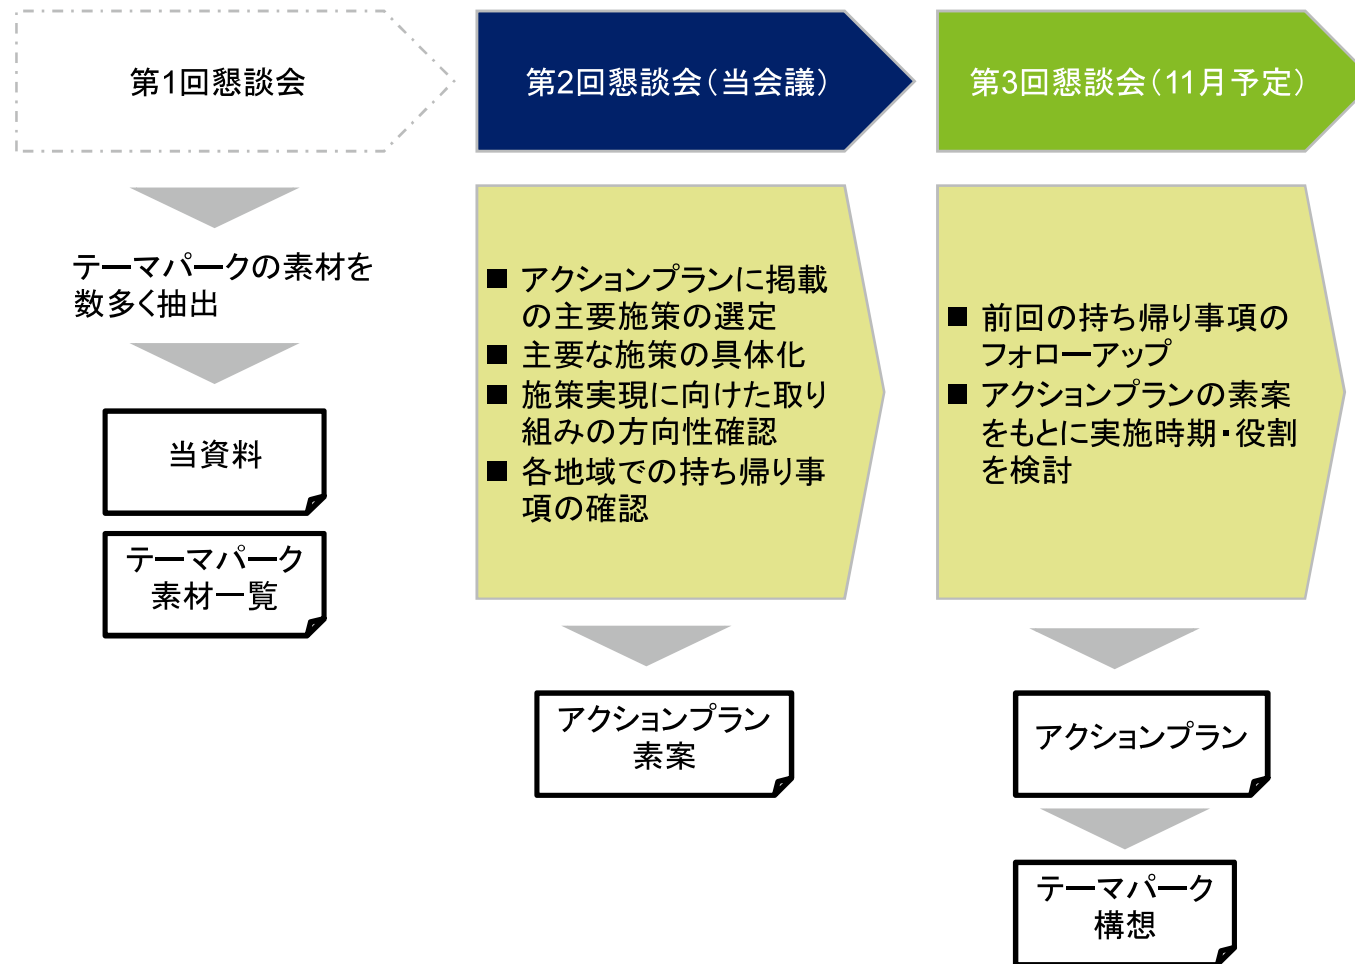 第1回懇談会
テーマパークの素材を
数多く抽出
当資料
テーマパーク
素材一覧
第2回懇談会（当会議）
■ アクションプランに掲載
の主要施策の選定
■ 主要な施策の具体化
■ 施策実現に向けた取り
組みの方向性確認
■ 各地域での持ち帰り事
項の確認
アクションプラン
素案
第3回懇談会（11月予定）
■ 前回の持ち帰り事項の
フォローアップ
■ アクションプランの素案
をもとに実施時期・役割
を検討
アクションプラン
テーマパーク
構想